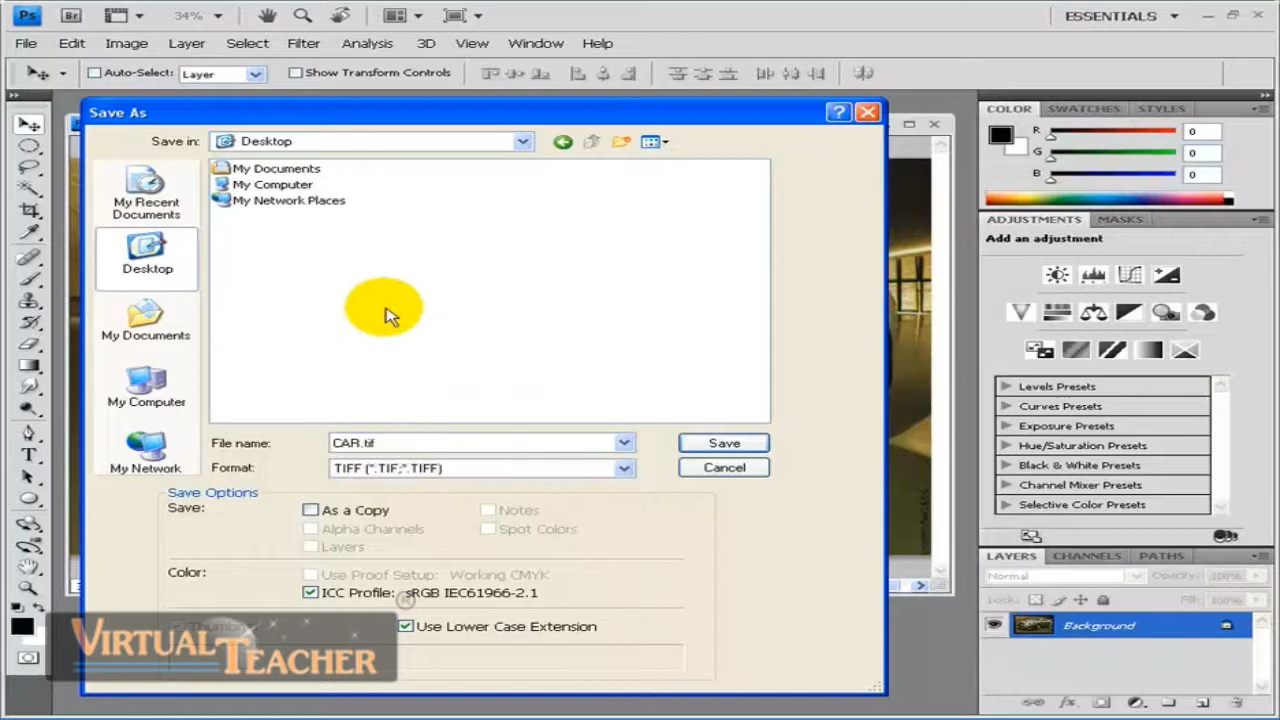 Ps Br 34% ESSENTIALS
File Edit Image Layer Select Filter Analysis 3D View Window Help
Auto-Select: Layer Show Transform Controls
Save As
Save in: Desktop
My Documents
My Computer
My Network Places
My Recent
Documents
Desktop
My Documents
My Computer
My Network
File name: CAR.tif Save
Format: TIFF (*.TIF;*.TIFF) Cancel
Save Options
Save: As a Copy Notes
Alpha Channels Spot Colors
Layers
Color: Use Proof Setup: Working CMYK
ICC Profile: sRGB IEC61966-2.1
Use Lower Case Extension
VIRTUAL
TEACHER
COLOR SWATCHES STYLES
R 0
G 0
B 0
ADJUSTMENTS MASKS
Add an adjustment
Levels Presets
Curves Presets
Exposure Presets
Hue/Saturation Presets
Black & White Presets
Channel Mixer Presets
Selective Color Presets
LAYERS CHANNELS PATHS
Normal Opacity: 100%
Lock: Fill: 100%
Background